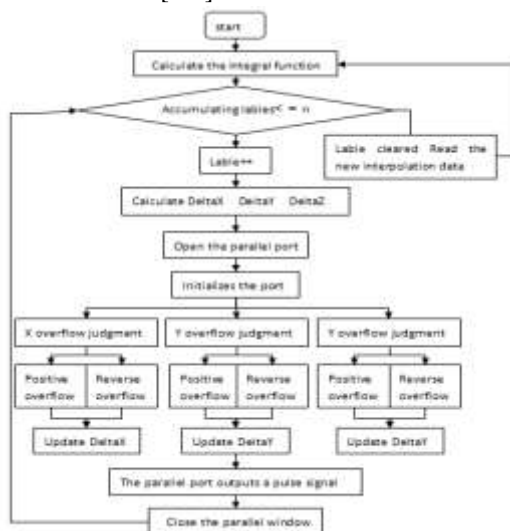 start
Calculate the integral function
Accumulating lables< = n
Lable cleared Read the
new interpolation data
Lable++
Calculate DeltaX DeltaY DeltaZ
Open the parallel port
Initializes the port
X overflow judgment Y overflow judgment Y overflow judgment
Positive Reverse Positive Reverse Positive Reverse
overflow overflow overflow overflow overflow overflow
Update DeltaX Update DeltaY Update DeltaY
The parallel port outputs a pulse signal
Close the parallel window